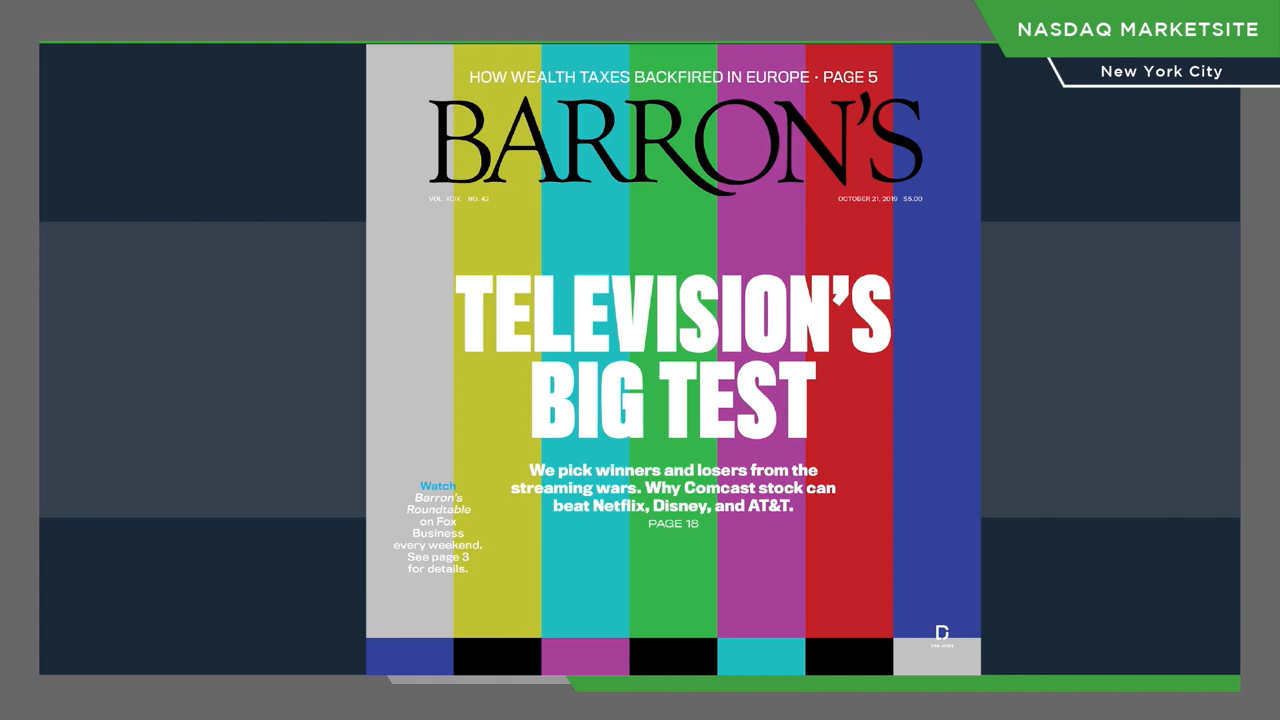 NASDAQ MARKETSITE
New York City
HOW WEALTH TAXES BACKFIRED IN EUROPE · PAGE 5
BARRON'S
VOL. XCIX NO. 42
OCTOBER 21, 2019 $5.00
TELEVISION'S
BIG TEST
We pick winners and losers from the
streaming wars. Why Comcast stock can
beat Netflix, Disney, and AT&T.
PAGE 18
Watch
Barron's
Roundtable
on Fox
Business
every weekend.
See page 3
for details.
D
DOW JONES